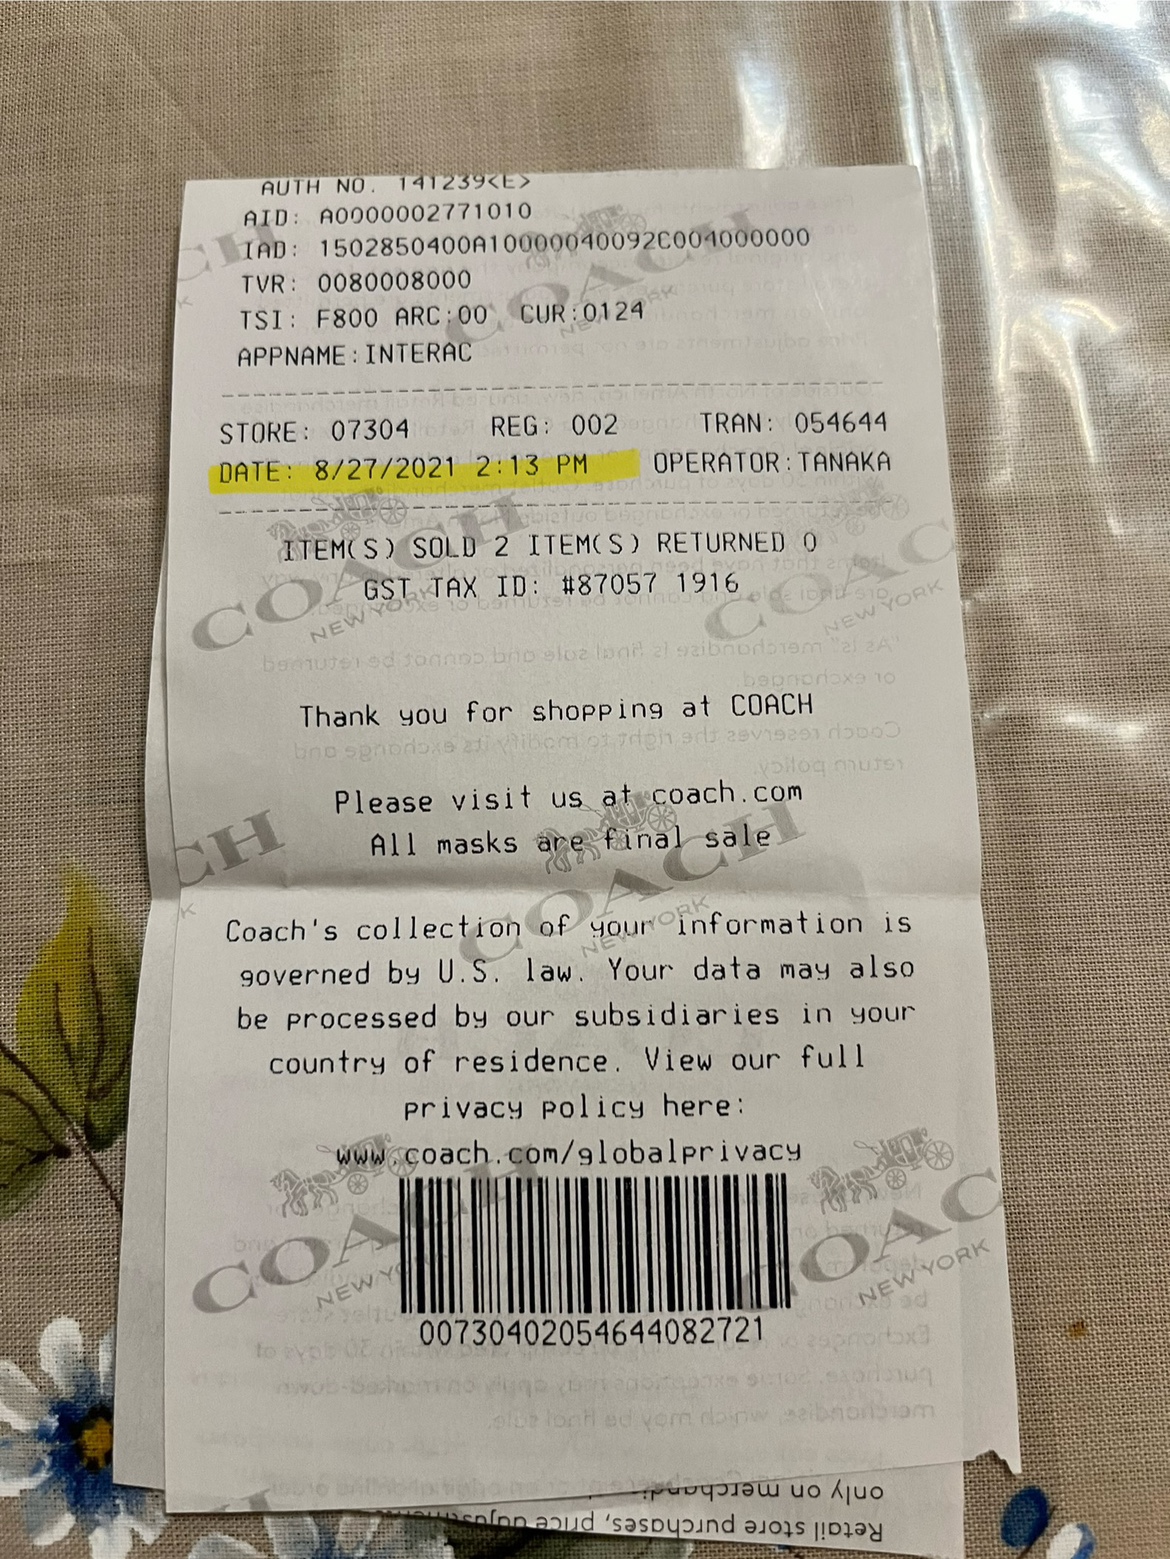 AUTH NO. 141239<E>
AID: A0000002771010
IAD: 1502850400A10000040092C004000000
TVR: 0080008000
TSI: F800 ARC:00 CUR:0124
APPNAME:INTERAC
STORE: 07304 REG: 002 TRAN: 054644
DATE: 8/27/2021 2:13 PM OPERATOR:TANAKA
ITEM(S) SOLD 2 ITEM(S) RETURNED 0
GST TAX ID: #87057 1916
Thank you for shopping at COACH
Please visit us at coach.com
All masks are final sale
Coach's collection of your information is
governed by U.S. law. Your data may also
be processed by our subsidiaries in your
country of residence. View our full
privacy policy here:
www.coach.com/globalprivacy
00730402054644082721
COACH
NEW YORK
only on merchandise.
Retail store purchases, price